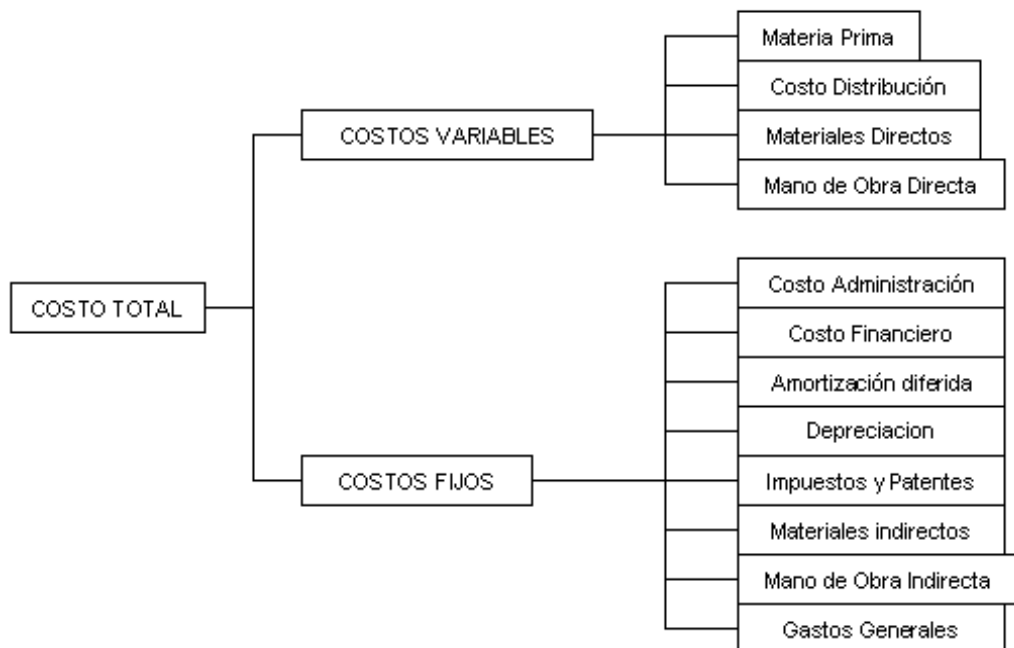 COSTO TOTAL
COSTOS VARIABLES
Materia Prima
Costo Distribución
Materiales Directos
Mano de Obra Directa
COSTOS FIJOS
Costo Administración
Costo Financiero
Amortización diferida
Depreciacion
Impuestos y Patentes
Materiales indirectos
Mano de Obra Indirecta
Gastos Generales